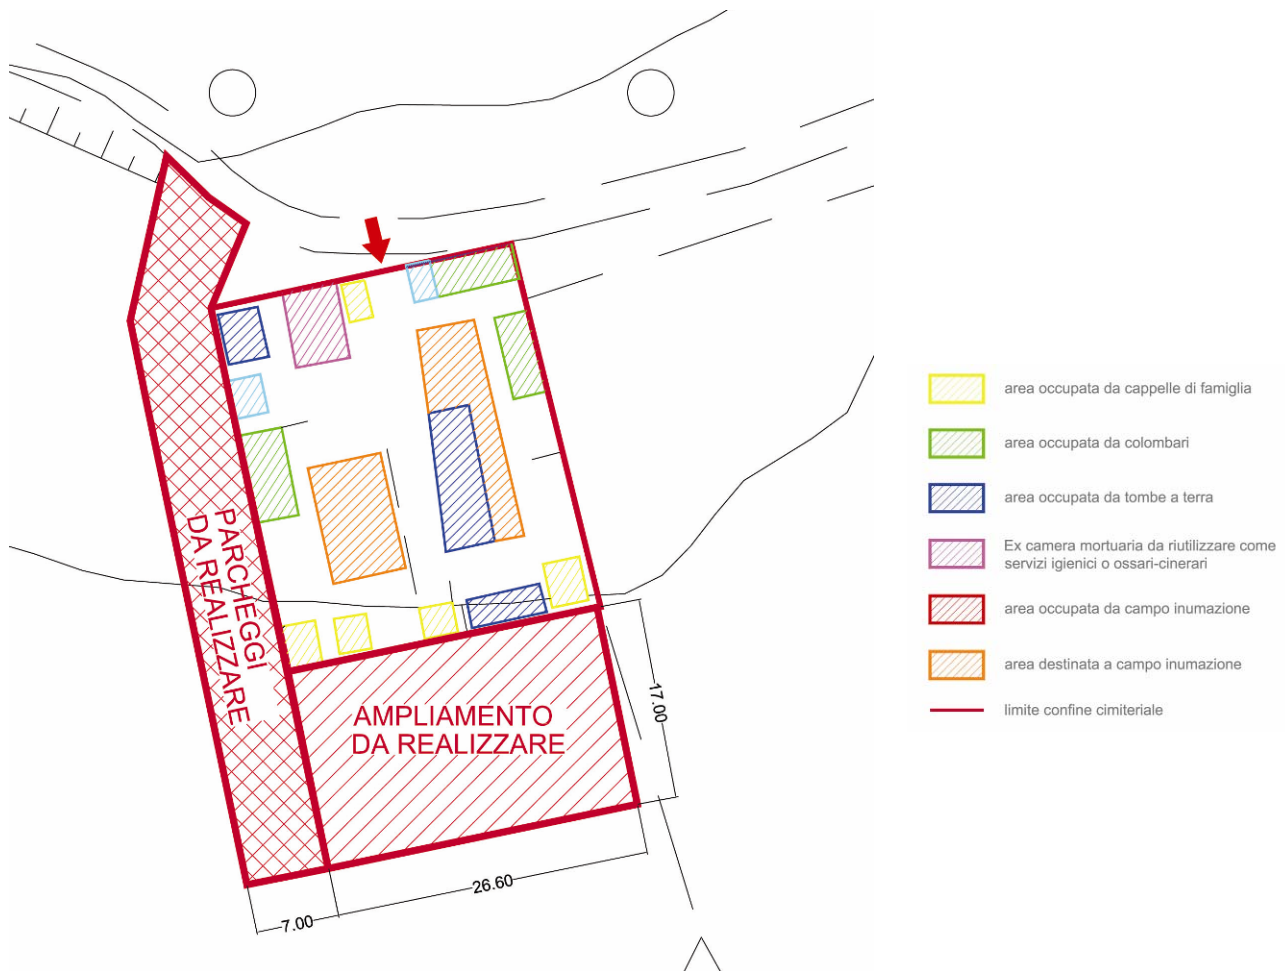 PARCHEGGI
DA REALIZZARE
AMPLIAMENTO
DA REALIZZARE
17.00
26.60
7.00
area occupata da cappelle di famiglia
area occupata da colombari
area occupata da tombe a terra
Ex camera mortuaria da riutilizzare come
servizi igienici o ossari-cinerari
area occupata da campo inumazione
area destinata a campo inumazione
limite confine cimiteriale